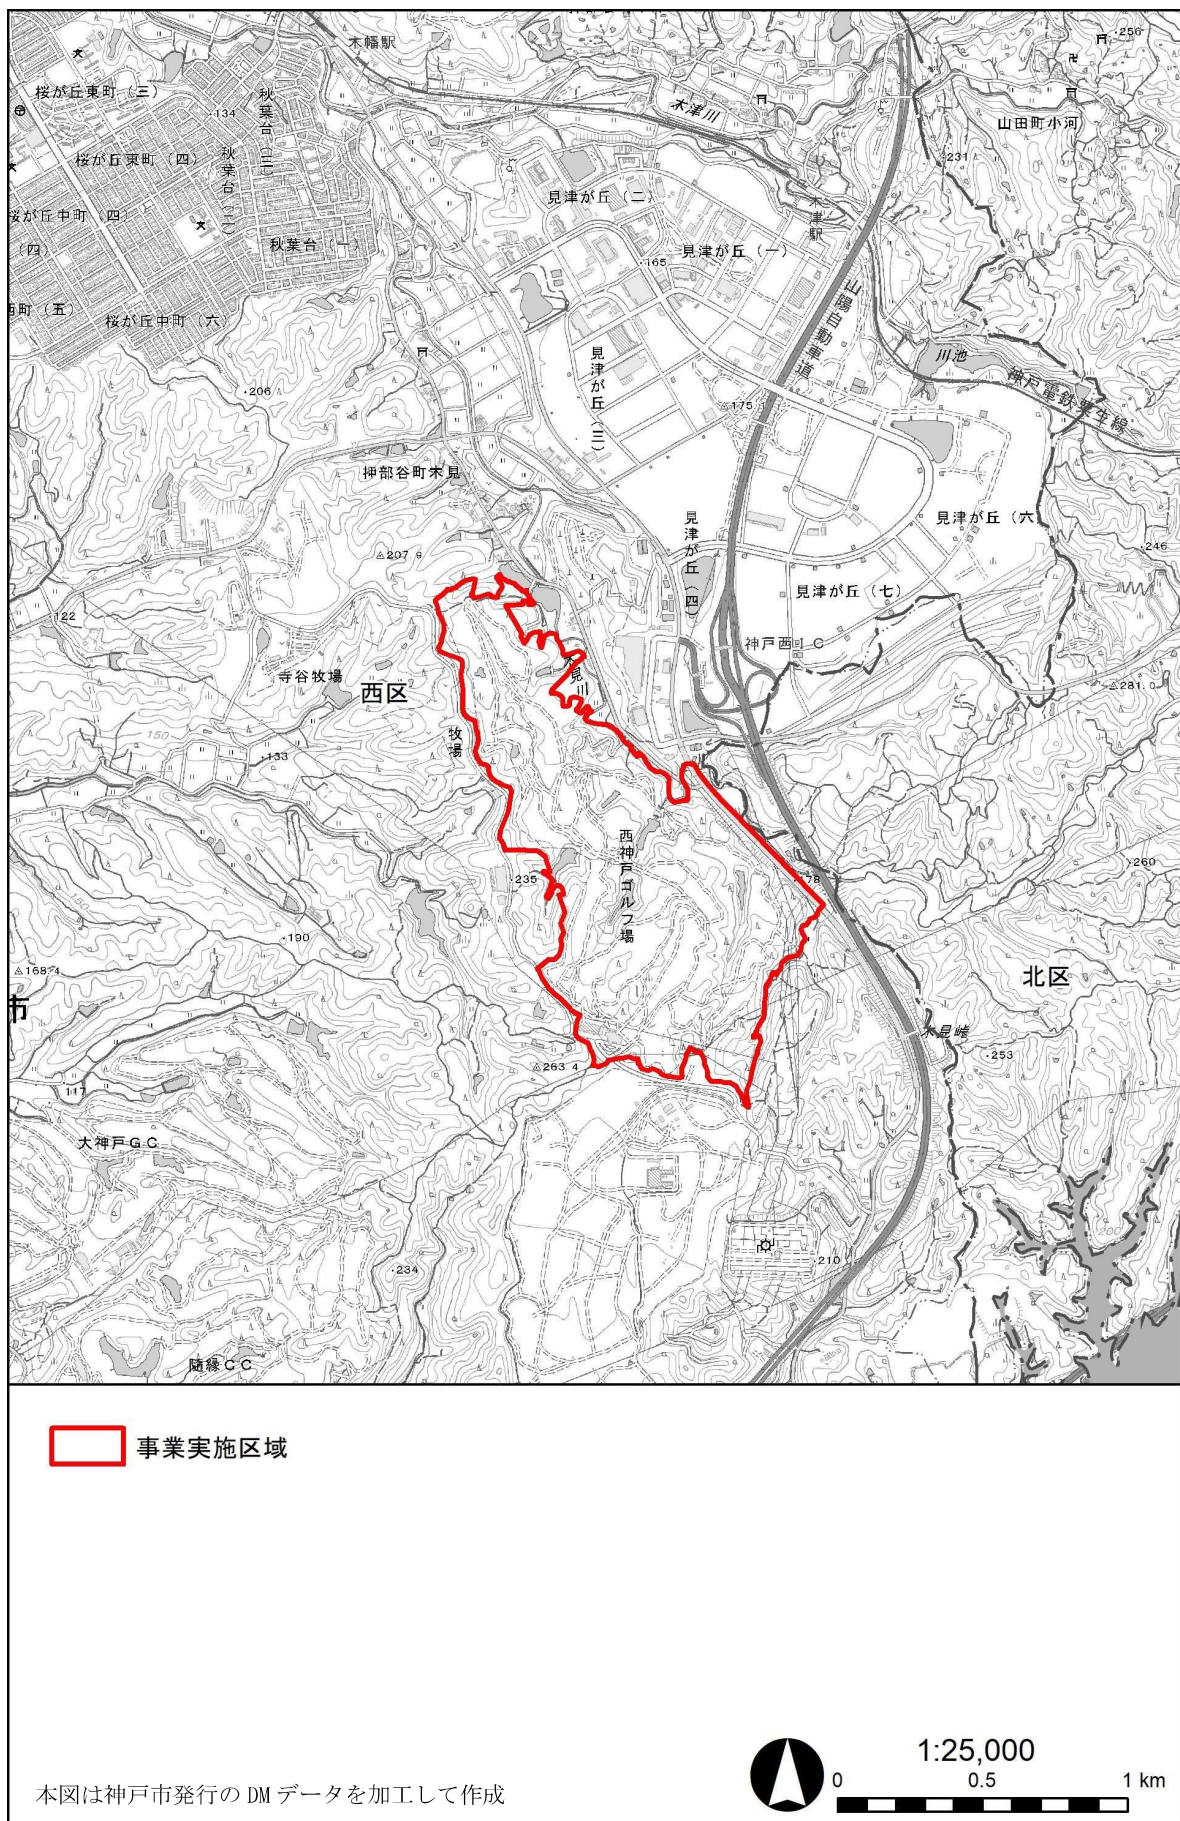 木幡駅
桜が丘東町（三）
秋葉台（三）
・134
木津川
山田町小河
・256
桜が丘東町（四）
秋葉台（二）
見津が丘（二）
木津駅
・231
桜が丘中町（四）
（四）
秋葉台（一）
・165
見津が丘（一）
山陽自動車道
西町（五）
桜が丘中町（六）
川池
神戸電鉄粟生線
見津が丘（三）
・206
△175
押部谷町木見
見津が丘（四）
見津が丘（六）
・246
△207.9
・122
見津が丘（七）
神戸西IC
木見川
寺谷牧場
西区
△281.0
牧場
150
・133
西神戸ゴルフ場
・235
・178
・260
・190
△168.4
市
北区
木見峠
・253
△263.4
117
大神戸GC
・234
・210
随縁CC
事業実施区域
1:25,000
0 0.5 1 km
本図は神戸市発行の DM データを加工して作成